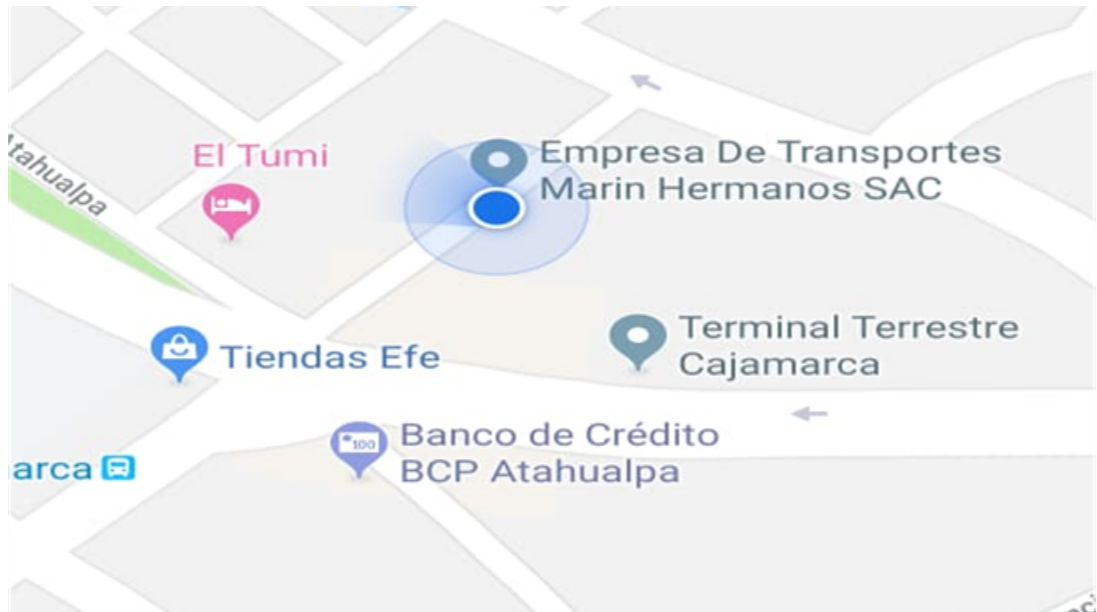 Atahualpa
El Tumi
Empresa De Transportes
Marin Hermanos SAC
Terminal Terrestre
Cajamarca
Tiendas Efe
100
Banco de Crédito
BCP Atahualpa
arca